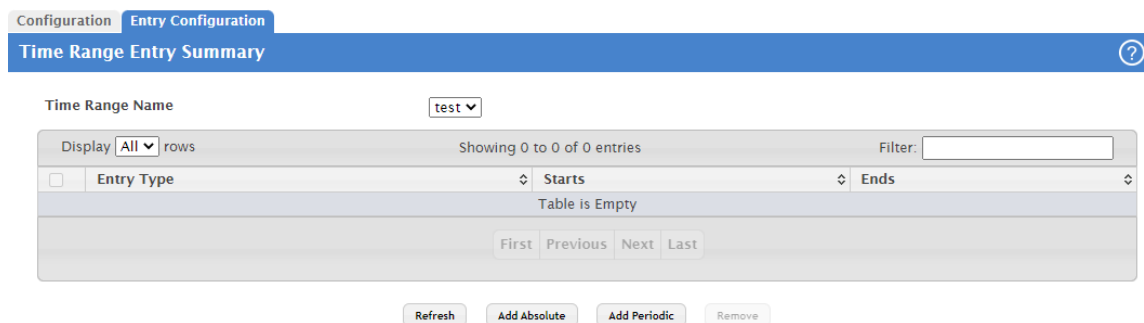 Configuration Entry Configuration
Time Range Entry Summary ?
Time Range Name test
Display All rows Showing 0 to 0 of 0 entries Filter:
Entry Type Starts Ends
Table is Empty
First Previous Next Last
Refresh Add Absolute Add Periodic Remove